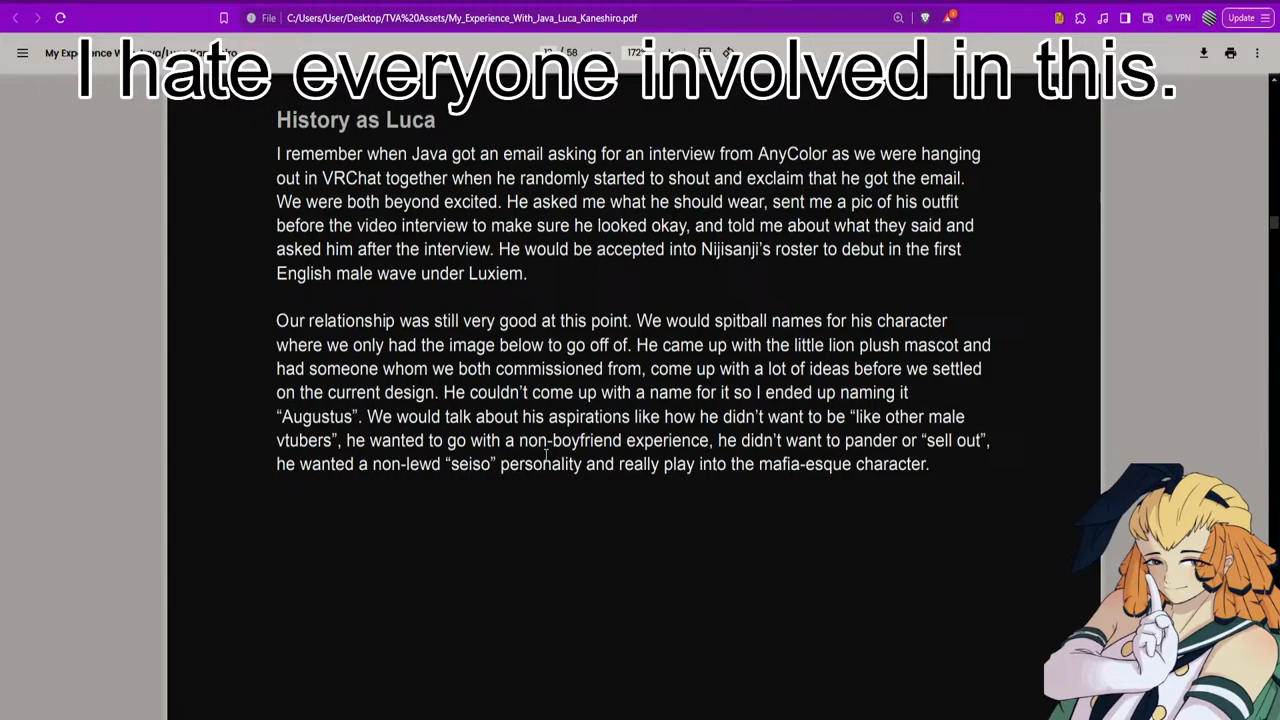 File
C:/Users/User/Desktop/TVA%20Assets/My_Experience_With_Java_Luca_Kaneshiro.pdf
VPN
Update
58
172%
I hate everyone involved in this.
History as Luca
I remember when Java got an email asking for an interview from AnyColor as we were hanging
out in VRChat together when he randomly started to shout and exclaim that he got the email.
We were both beyond excited. He asked me what he should wear, sent me a pic of his outfit
before the video interview to make sure he looked okay, and told me about what they said and
asked him after the interview. He would be accepted into Nijisanji’s roster to debut in the first
English male wave under Luxiem.
Our relationship was still very good at this point. We would spitball names for his character
where we only had the image below to go off of. He came up with the little lion plush mascot and
had someone whom we both commissioned from, come up with a lot of ideas before we settled
on the current design. He couldn’t come up with a name for it so I ended up naming it
“Augustus”. We would talk about his aspirations like how he didn’t want to be “like other male
vtubers”, he wanted to go with a non-boyfriend experience, he didn’t want to pander or “sell out”,
he wanted a non-lewd “seiso” personality and really play into the mafia-esque character.